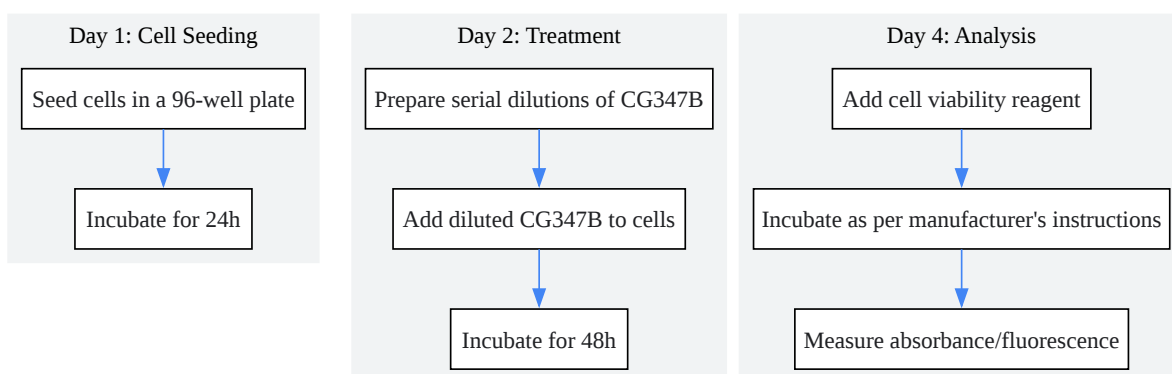 Day 1: Cell Seeding
Seed cells in a 96-well plate
Incubate for 24h
Day 2: Treatment
Prepare serial dilutions of CG347B
Add diluted CG347B to cells
Incubate for 48h
Day 4: Analysis
Add cell viability reagent
Incubate as per manufacturer's instructions
Measure absorbance/fluorescence